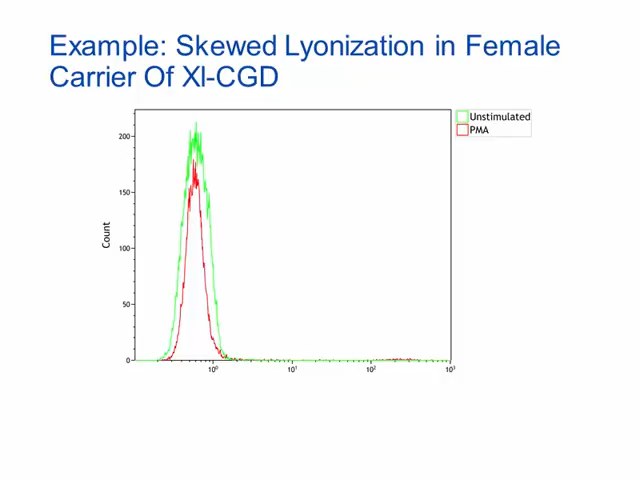 Example: Skewed Lyonization in Female
Carrier Of Xl-CGD
Unstimulated
PMA
200
150
100
50
0
Count
10⁰
10¹
10²
10³